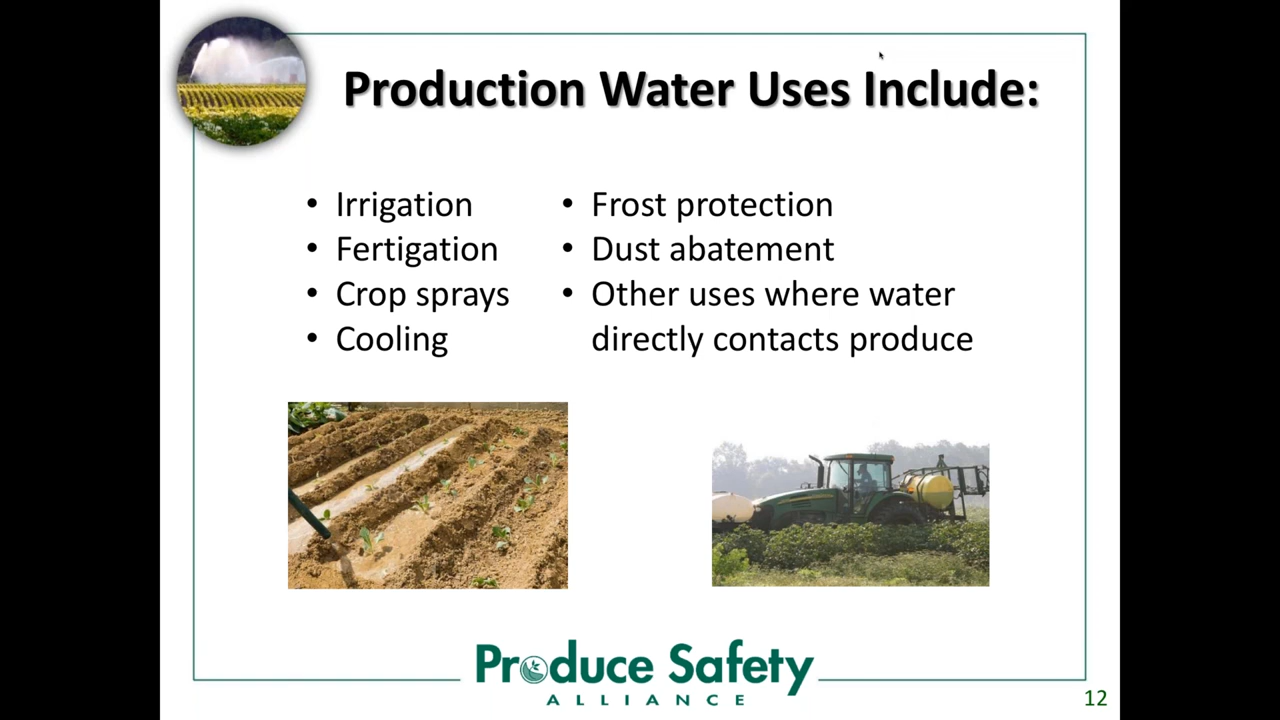 Production Water Uses Include:
• Irrigation
• Fertigation
• Crop sprays
• Cooling
• Frost protection
• Dust abatement
• Other uses where water
directly contacts produce
Produce Safety
ALLIANCE
12